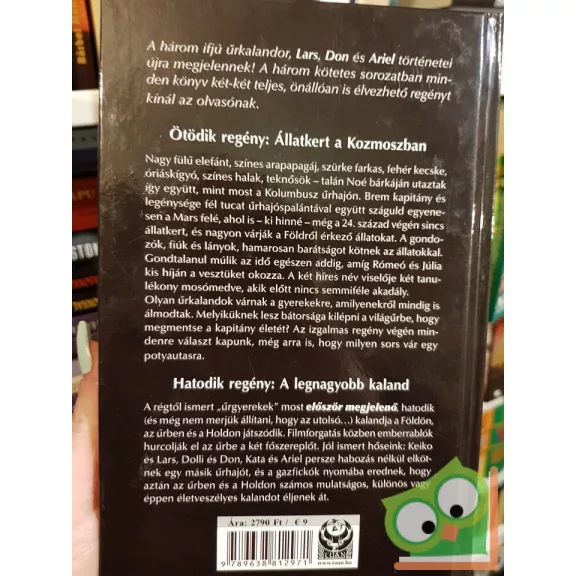 A három ifjú űrkalandor, Lars, Don és Ariel történetei
újra megjelennek! A három kötetes sorozatban min-
den könyv két-két teljes, önállóan is élvezhető regényt
kínál az olvasónak.
Ötödik regény: Állatkert a Kozmoszban
Nagy fülű elefánt, színes arapapagáj, szürke farkas, fehér kecske,
óriáskígyó, színes halak, teknősök – talán Noé bárkáján utaztak
így együtt, mint most a Kolumbusz űrhajón. Brem kapitány és
legénysége fél tucat űrhajóspalántával együtt száguld egyene-
sen a Mars felé, ahol is – ki hinné – még a 24. század végén sincs
állatkert, és nagyon várják a Földről érkező állatokat. A gondo-
zók, fiúk és lányok, hamarosan barátságot kötnek az állatokkal.
Gondtalanul múlik az idő egészen addig, amíg Rómeó és Júlia
kis híján a vesztüket okozza. A két híres név viselője két tanu-
lékony mosómedve, akik előtt nincs semmiféle akadály.
Olyan űrkalandok várnak a gyerekekre, amilyenekről mindig is
álmodtak. Melyiküknek lesz bátorsága kilépni a világűrbe, hogy
megmentse a kapitány életét? Az izgalmas regény végén min-
denre választ kapunk, még arra is, hogy milyen sors vár egy
potyautasra.
Hatodik regény: A legnagyobb kaland
A régtől ismert „űrgyerekek" most először megjelenő, hatodik
(és még nem merjük állítani, hogy az utolsó...) kalandja a Földön,
az űrben és a Holdon játszódik. Filmforgatás közben emberrablók
hurcolják el az űrbe a két főszereplőt. Jól ismert hőseink: Keiko
és Lars, Dolli és Don, Kata és Ariel persze habozás nélkül elköt-
nek egy másik űrhajót, és a gazfickók nyomába erednek, hogy
aztán az űrben és a Holdon számos mulatságos, különös vagy
éppen életveszélyes kalandot éljenek át.
Ára: 2790 Ft / € 9
9 789638 812971
TUAN
www.tuan.hu